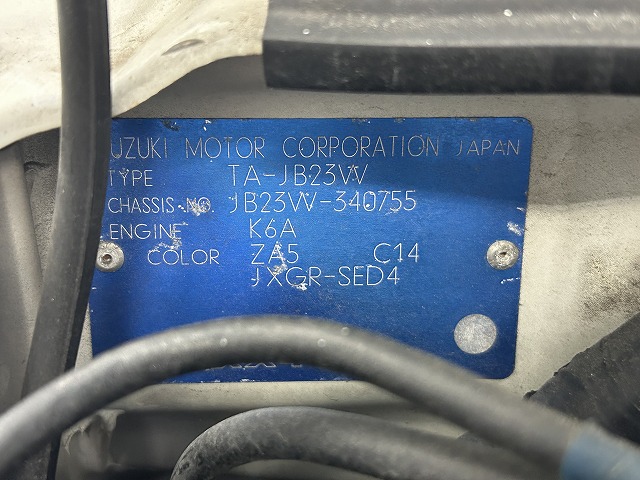 UZUKI MOTOR CORPORATION JAPAN
TYPE TA-JB23W
CHASSIS-NO. JB23W-340755
ENGINE K6A
COLOR ZA5 C14
JXGR-SED4